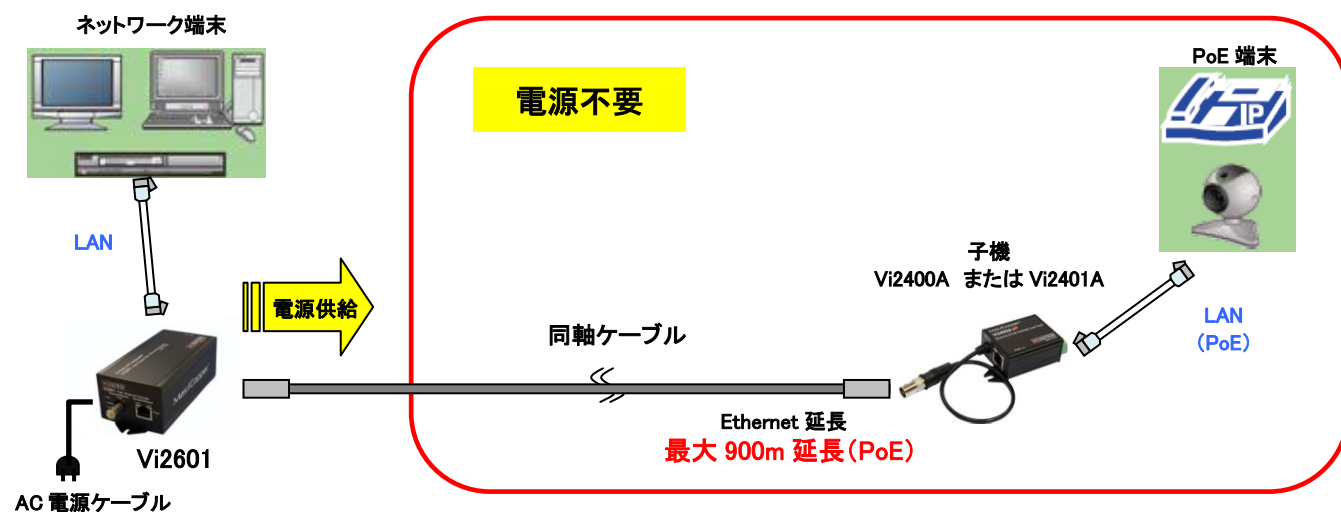 ネットワーク端末
電源不要
PoE 端末
IP
LAN
電源供給
子機
Vi2400A または Vi2401A
LAN
（PoE）
同軸ケーブル
Ethernet 延長
最大 900m 延長（PoE）
Vi2601
AC 電源ケーブル